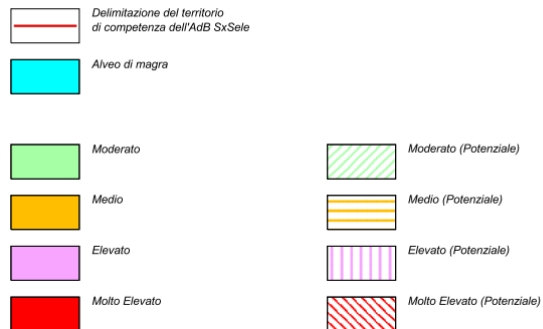 Delimitazione del territorio
di competenza dell'AdB SxSele
Alveo di magra
Moderato
Moderato (Potenziale)
Medio
Medio (Potenziale)
Elevato
Elevato (Potenziale)
Molto Elevato
Molto Elevato (Potenziale)